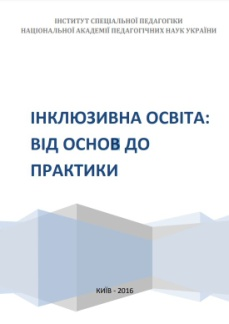 ІНСТИТУТ СПЕЦІАЛЬНОЇ ПЕДАГОГІКИ
НАЦІОНАЛЬНОЇ АКАДЕМІЇ ПЕДАГОГІЧНИХ НАУК УКРАЇНИ
ІНКЛЮЗИВНА ОСВІТА:
ВІД ОСНОВ ДО
ПРАКТИКИ
КИЇВ - 2016